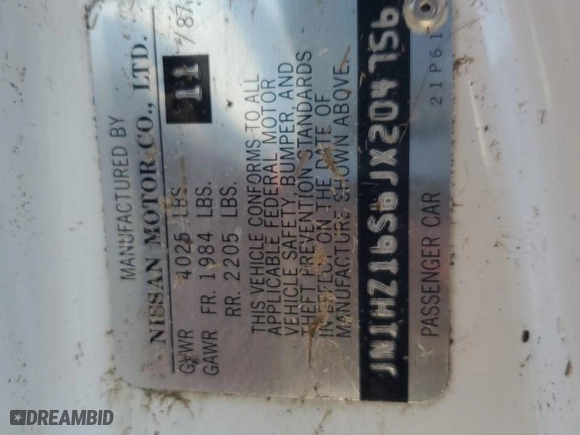 MANUFACTURED BY
NISSAN MOTOR CO., LTD.
11 / 87
GVWR 4025 LBS.
GAWR FR. 1984 LBS.
RR. 2205 LBS.
THIS VEHICLE CONFORMS TO ALL
APPLICABLE FEDERAL MOTOR
VEHICLE SAFETY, BUMPER, AND
THEFT PREVENTION STANDARDS
IN EFFECT ON THE DATE OF
MANUFACTURE SHOWN ABOVE.
JN1HZ16S6JX204756
PASSENGER CAR 21P61
DREAMBID